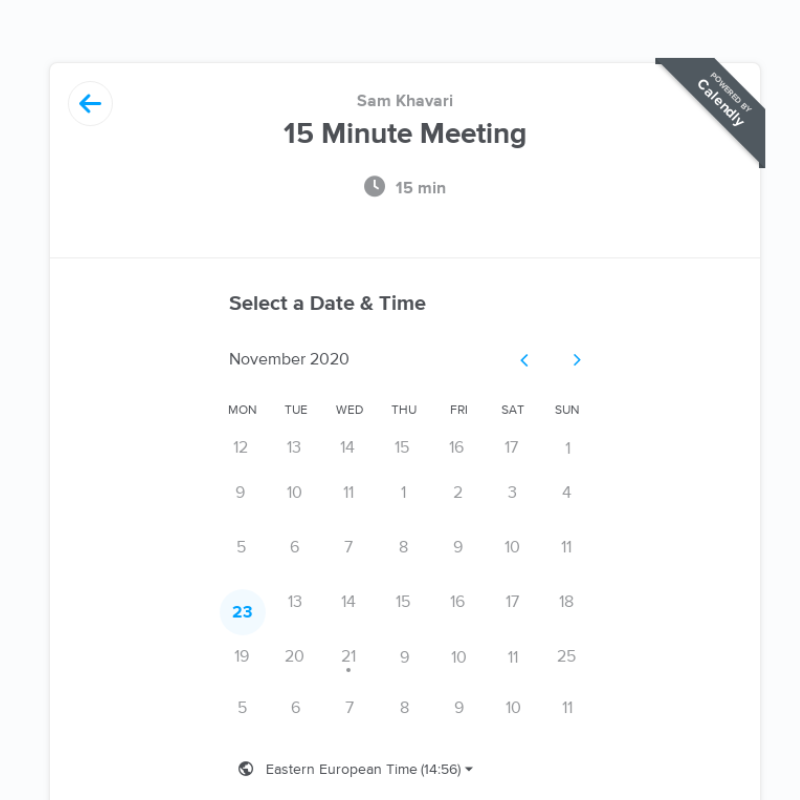 POWERED BY
Calendly
Sam Khavari
15 Minute Meeting
15 min
Select a Date & Time
November 2020
MON TUE WED THU FRI SAT SUN
12 13 14 15 16 17 1
9 10 11 1 2 3 4
5 6 7 8 9 10 11
23 13 14 15 16 17 18
19 20 21 9 10 11 25
5 6 7 8 9 10 11
Eastern European Time (14:56)